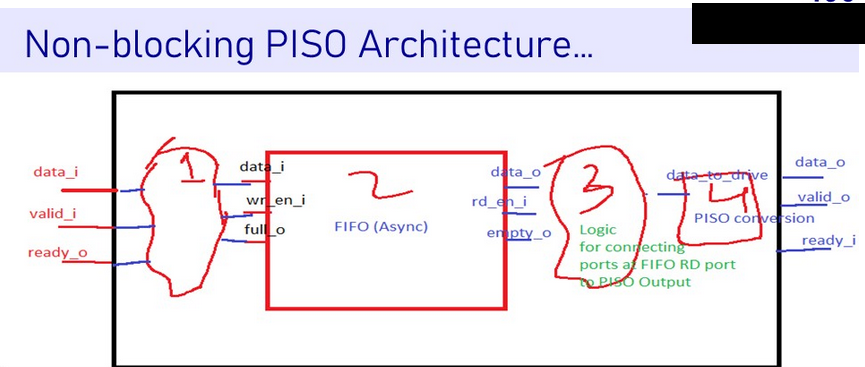 Non-blocking PISO Architecture...
data_i
valid_i
ready_o
1
data_i
wr_en_i
full_o
2
FIFO (Async)
data_o
rd_en_i
empty_o
3
Logic
for connecting
ports at FIFO RD port
to PISO Output
data_to_drive
4
PISO conversion
data_o
valid_o
ready_i